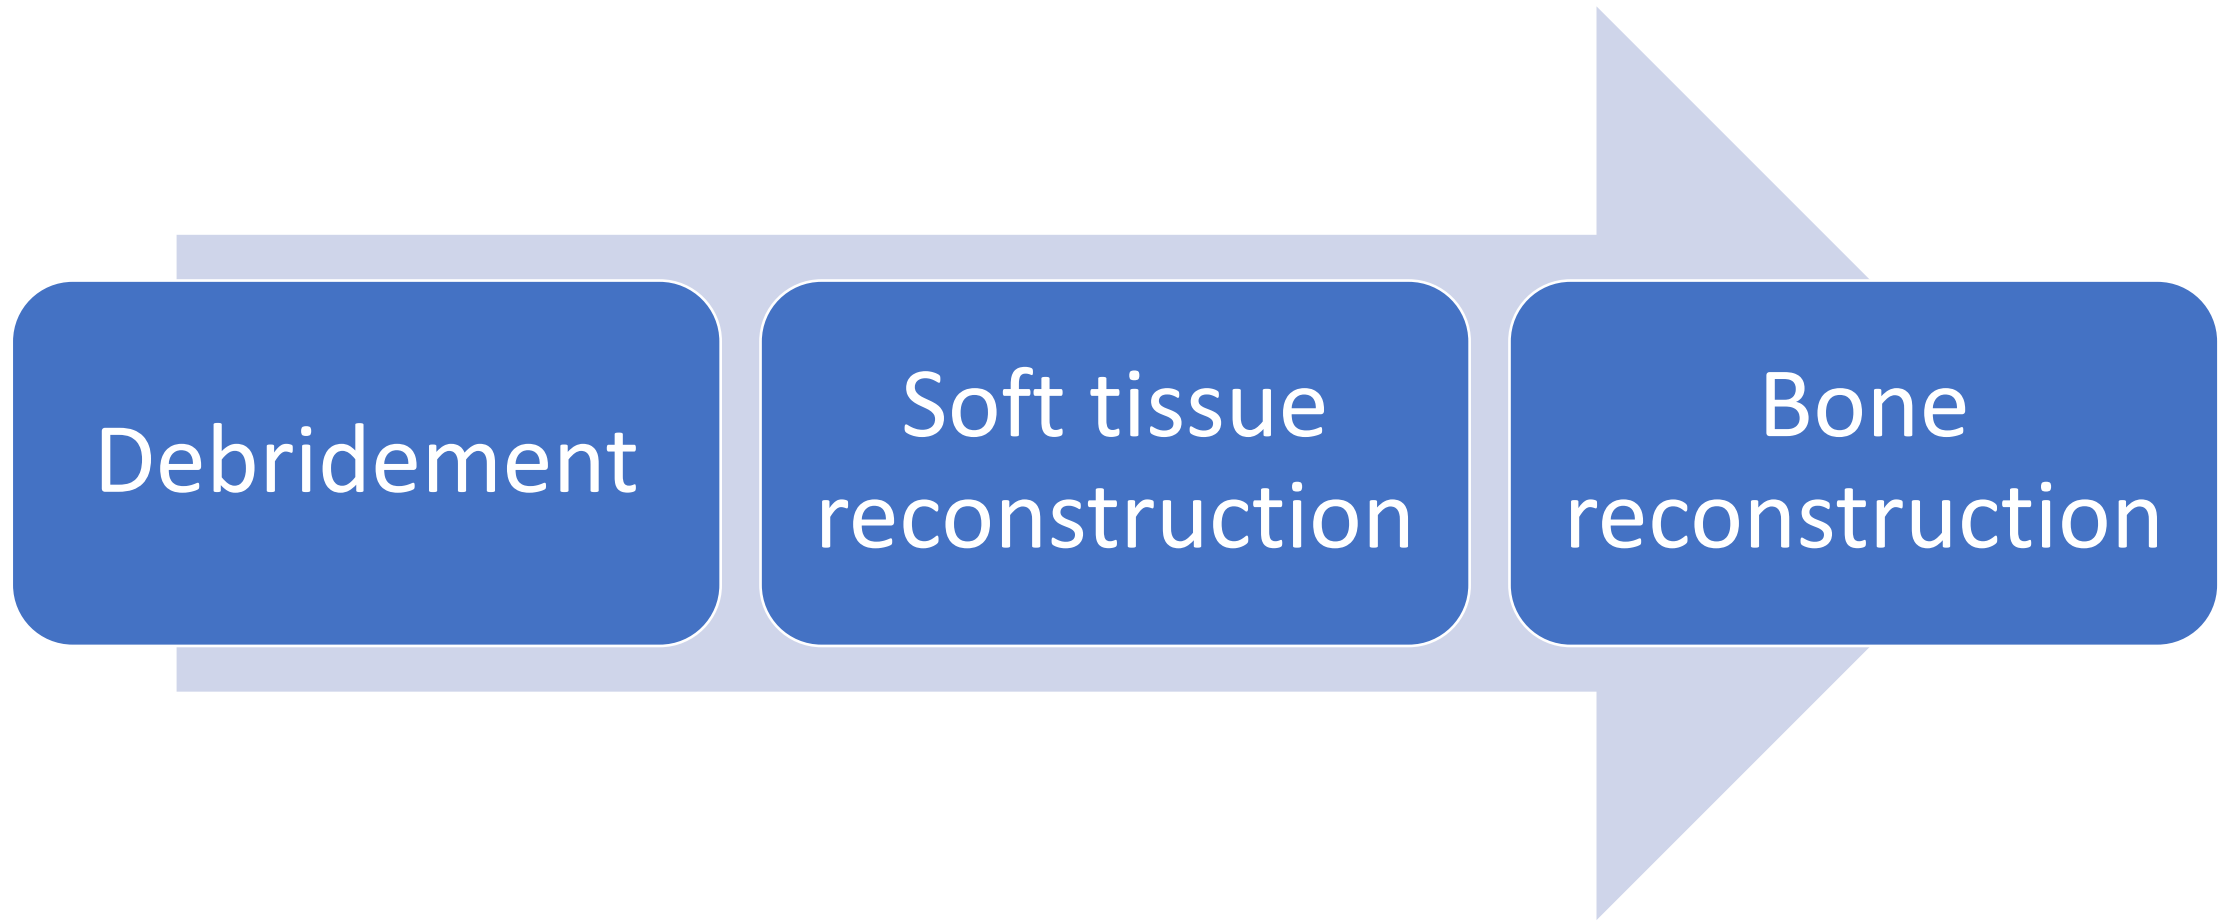 Debridement
Soft tissue
reconstruction
Bone
reconstruction